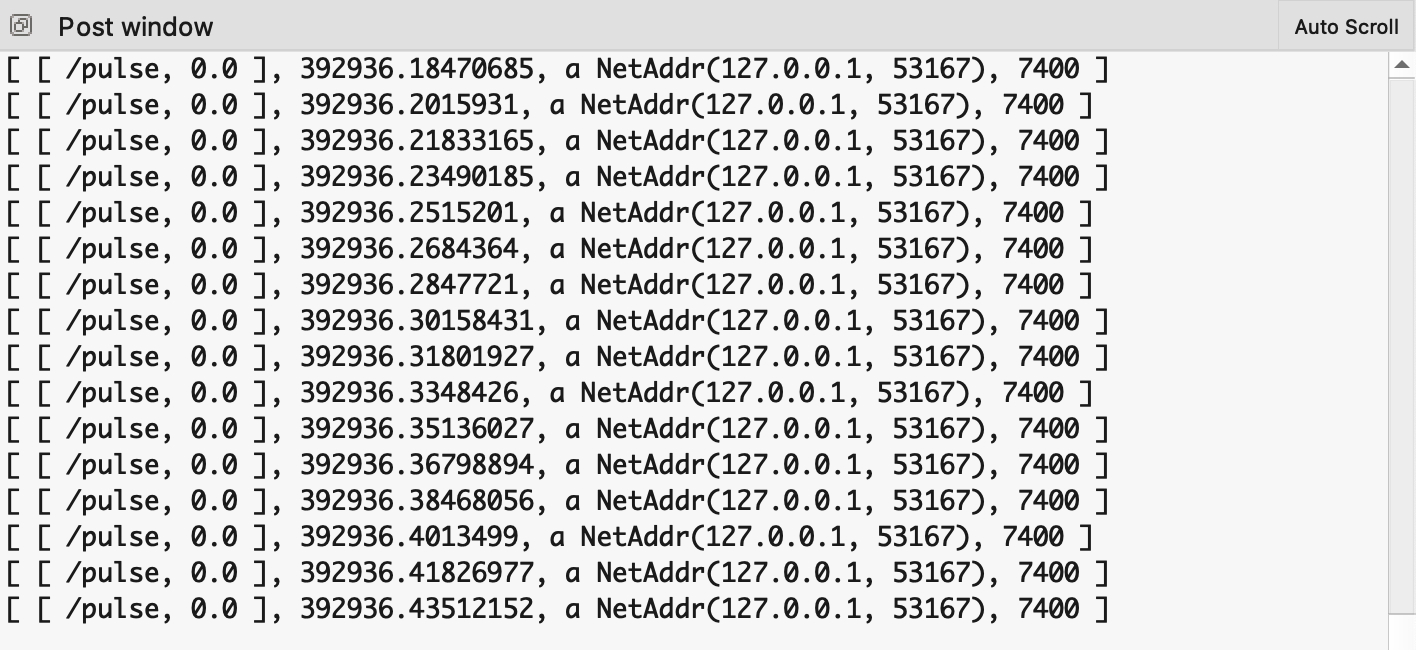 Post window
Auto Scroll
[ [ /pulse, 0.0 ], 392936.18470685, a NetAddr(127.0.0.1, 53167), 7400 ]
[ [ /pulse, 0.0 ], 392936.2015931, a NetAddr(127.0.0.1, 53167), 7400 ]
[ [ /pulse, 0.0 ], 392936.21833165, a NetAddr(127.0.0.1, 53167), 7400 ]
[ [ /pulse, 0.0 ], 392936.23490185, a NetAddr(127.0.0.1, 53167), 7400 ]
[ [ /pulse, 0.0 ], 392936.2515201, a NetAddr(127.0.0.1, 53167), 7400 ]
[ [ /pulse, 0.0 ], 392936.2684364, a NetAddr(127.0.0.1, 53167), 7400 ]
[ [ /pulse, 0.0 ], 392936.2847721, a NetAddr(127.0.0.1, 53167), 7400 ]
[ [ /pulse, 0.0 ], 392936.30158431, a NetAddr(127.0.0.1, 53167), 7400 ]
[ [ /pulse, 0.0 ], 392936.31801927, a NetAddr(127.0.0.1, 53167), 7400 ]
[ [ /pulse, 0.0 ], 392936.3348426, a NetAddr(127.0.0.1, 53167), 7400 ]
[ [ /pulse, 0.0 ], 392936.35136027, a NetAddr(127.0.0.1, 53167), 7400 ]
[ [ /pulse, 0.0 ], 392936.36798894, a NetAddr(127.0.0.1, 53167), 7400 ]
[ [ /pulse, 0.0 ], 392936.38468056, a NetAddr(127.0.0.1, 53167), 7400 ]
[ [ /pulse, 0.0 ], 392936.4013499, a NetAddr(127.0.0.1, 53167), 7400 ]
[ [ /pulse, 0.0 ], 392936.41826977, a NetAddr(127.0.0.1, 53167), 7400 ]
[ [ /pulse, 0.0 ], 392936.43512152, a NetAddr(127.0.0.1, 53167), 7400 ]